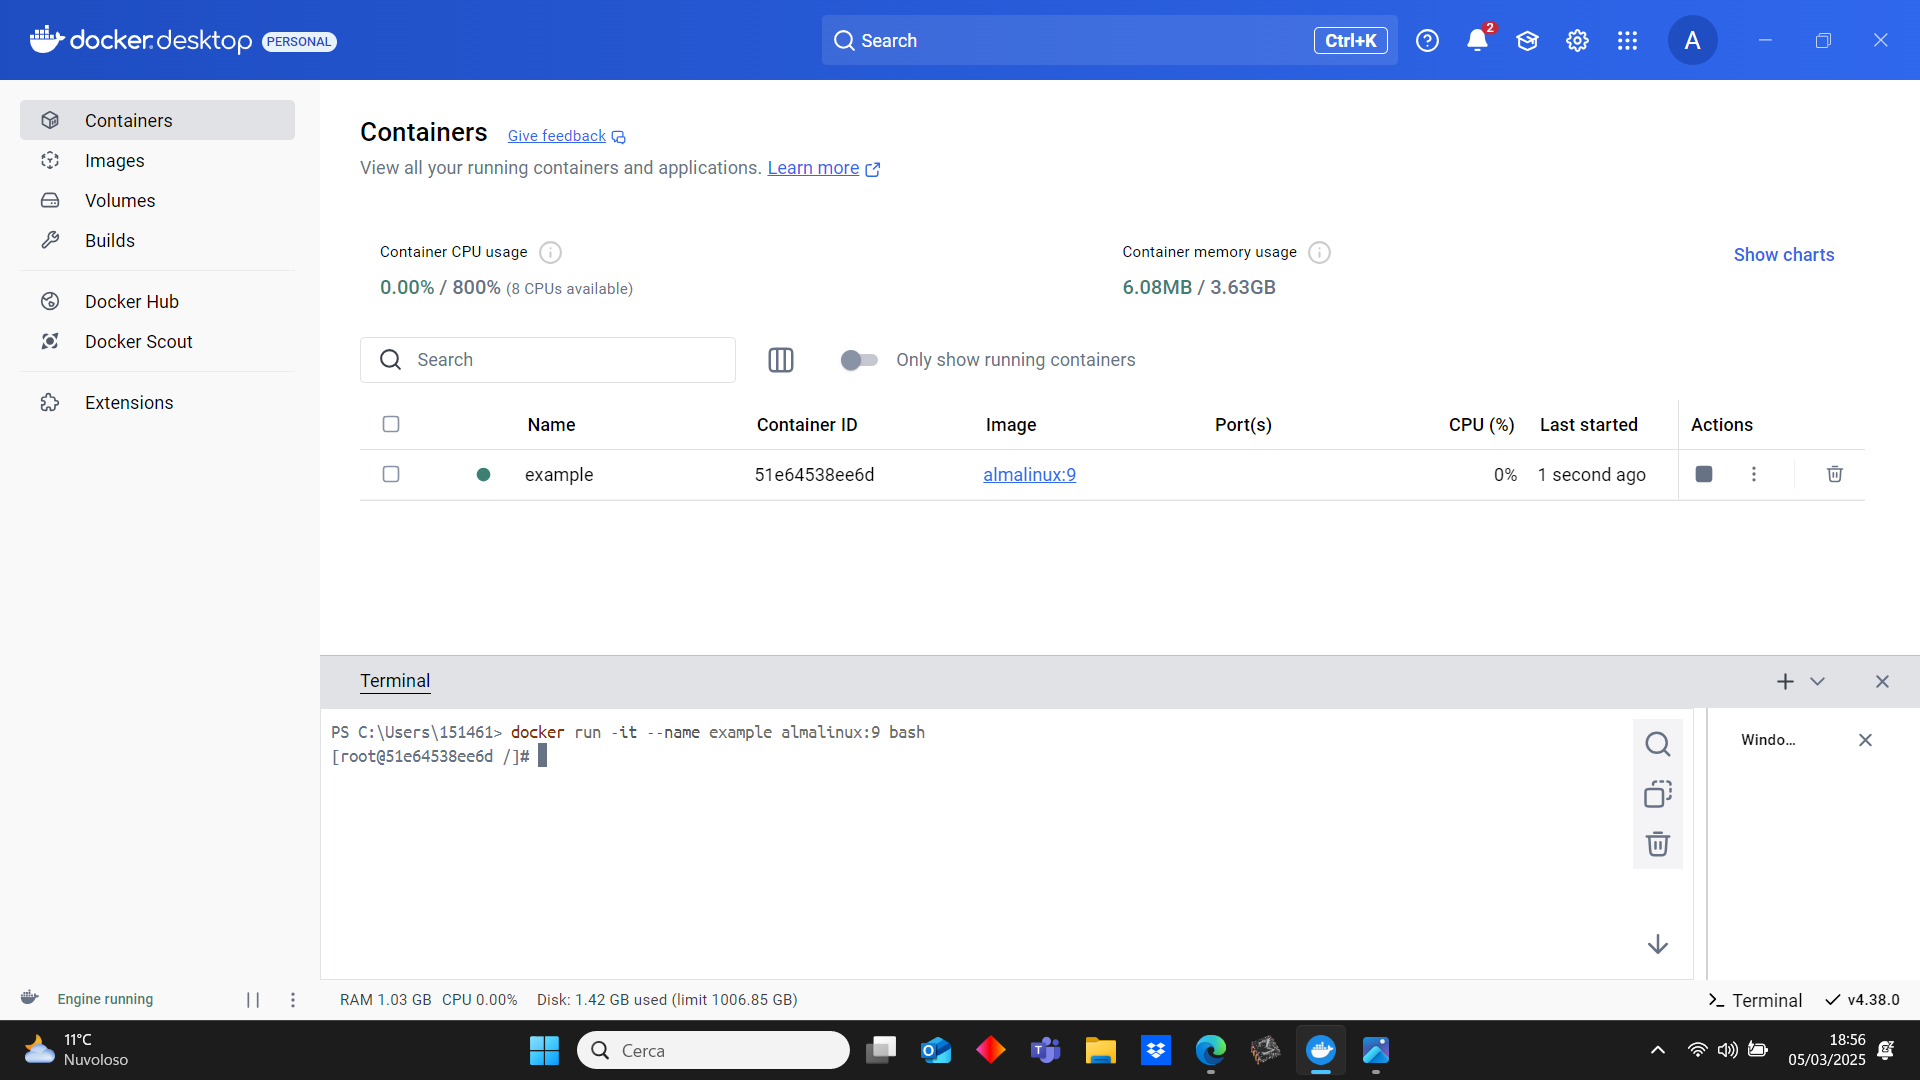 docker desktop PERSONAL
Search Ctrl+K
2
A
Containers
Images
Volumes
Builds
Docker Hub
Docker Scout
Extensions
Containers Give feedback
View all your running containers and applications. Learn more
Container CPU usage
0.00% / 800% (8 CPUs available)
Container memory usage
6.08MB / 3.63GB
Show charts
Search
Only show running containers
Name Container ID Image Port(s) CPU (%) Last started Actions
example 51e64538ee6d almalinux:9 0% 1 second ago
Terminal
PS C:\Users\151461> docker run -it --name example almalinux:9 bash
[root@51e64538ee6d /]#
Windo...
Engine running
RAM 1.03 GB CPU 0.00% Disk: 1.42 GB used (limit 1006.85 GB)
Terminal v4.38.0
11°C
Nuvoloso
Cerca
18:56
05/03/2025